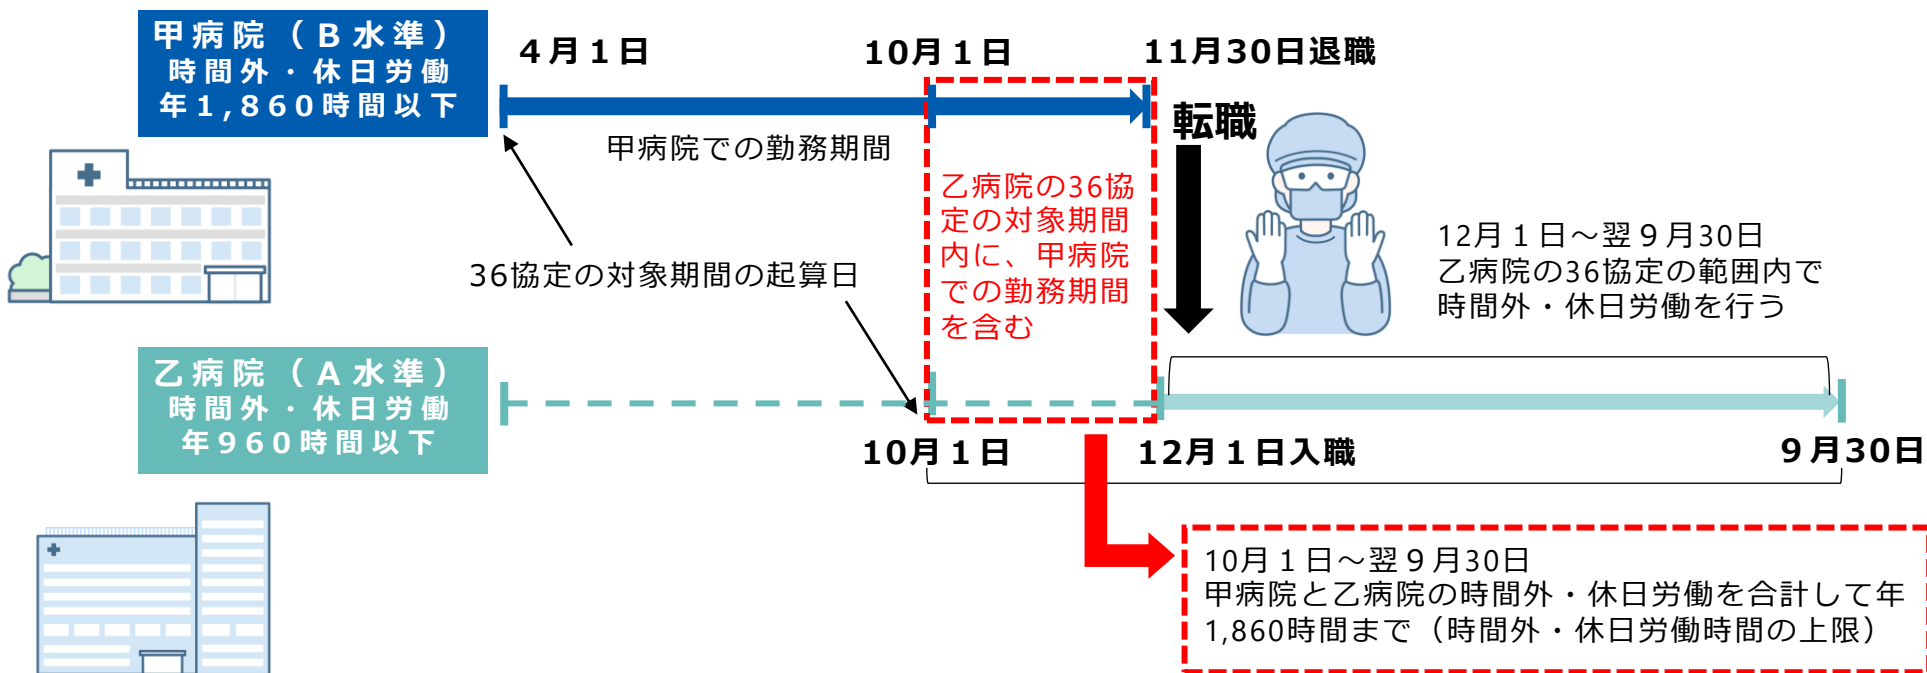 甲病院（Ｂ水準）
時間外・休日労働
年1,860時間以下
４月１日
10月１日
11月30日退職
転職
甲病院での勤務期間
乙病院の36協
定の対象期間
内に、甲病院
での勤務期間
を含む
36協定の対象期間の起算日
12月１日～翌９月30日
乙病院の36協定の範囲内で
時間外・休日労働を行う
乙病院（Ａ水準）
時間外・休日労働
年960時間以下
10月１日
12月１日入職
９月30日
10月１日～翌９月30日
甲病院と乙病院の時間外・休日労働を合計して年
1,860時間まで（時間外・休日労働時間の上限）